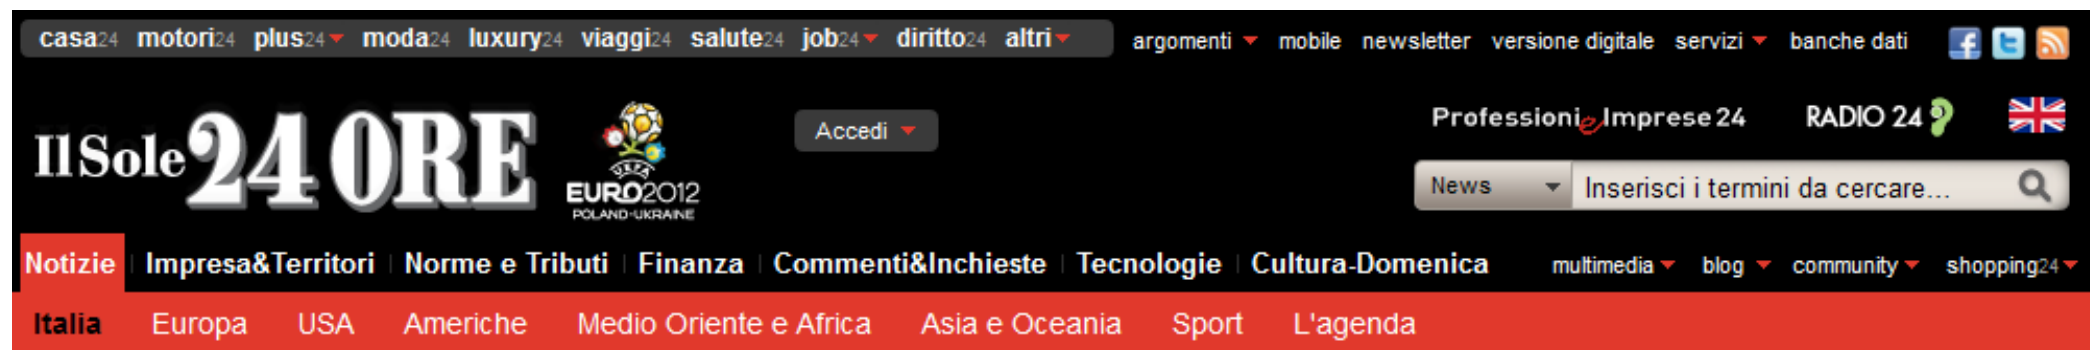 casa24 motori24 plus24 moda24 luxury24 viaggi24 salute24 job24 diritto24 altri argomenti mobile newsletter versione digitale servizi banche dati
Il Sole 24 ORE
UEFA
EURO2012
POLAND-UKRAINE
Accedi
Professioni e Imprese24 RADIO 24
News Inserisci i termini da cercare...
Notizie Impresa&Territori Norme e Tributi Finanza Commenti&Inchieste Tecnologie Cultura-Domenica multimedia blog community shopping24
Italia Europa USA Americhe Medio Oriente e Africa Asia e Oceania Sport L'agenda